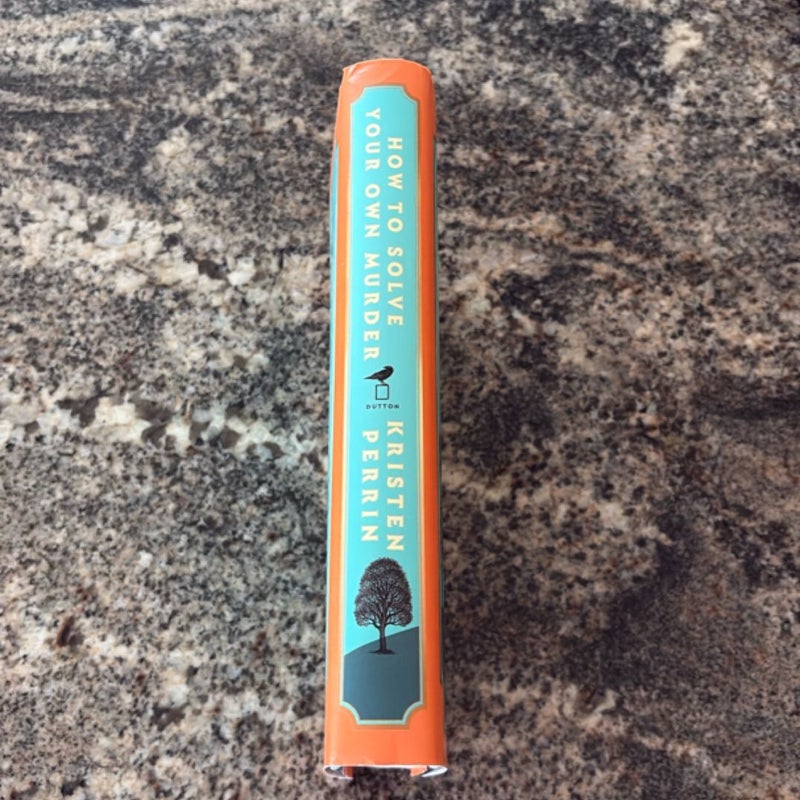 HOW TO SOLVE
YOUR OWN MURDER
DUTTON
KRISTEN
PERRIN